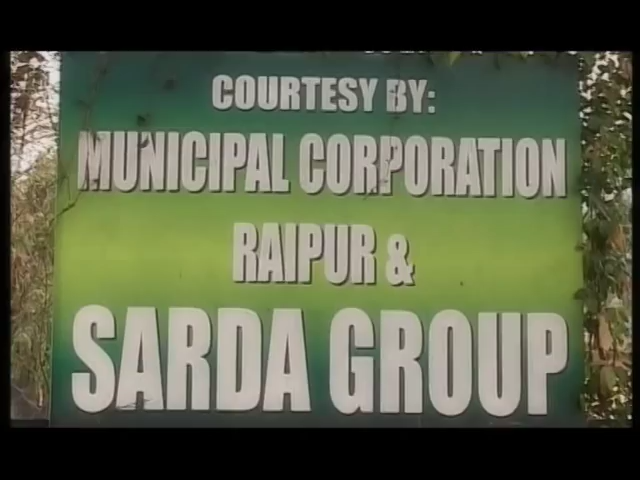 COURTESY BY:
MUNICIPAL CORPORATION
RAIPUR &
SARDA GROUP